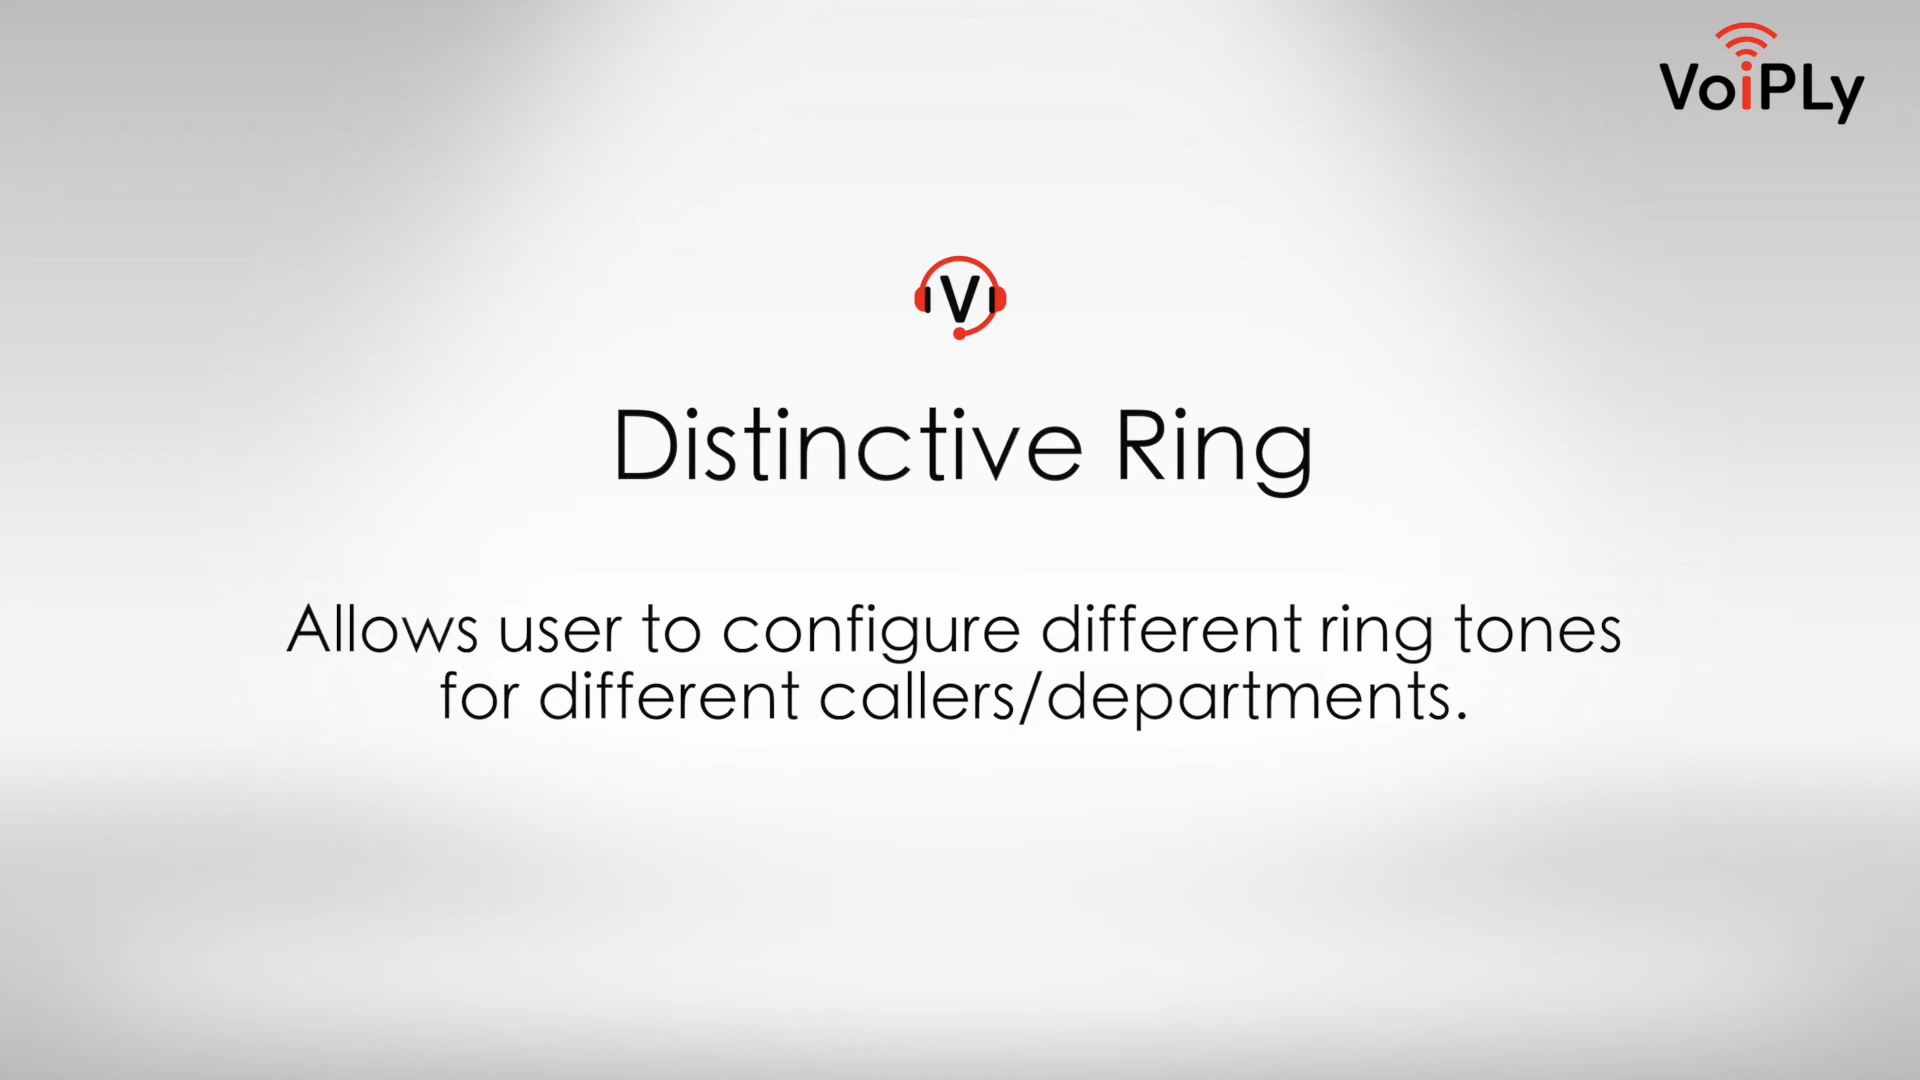 VoiPLy
V
Distinctive Ring
Allows user to configure different ring tones
for different callers/departments.